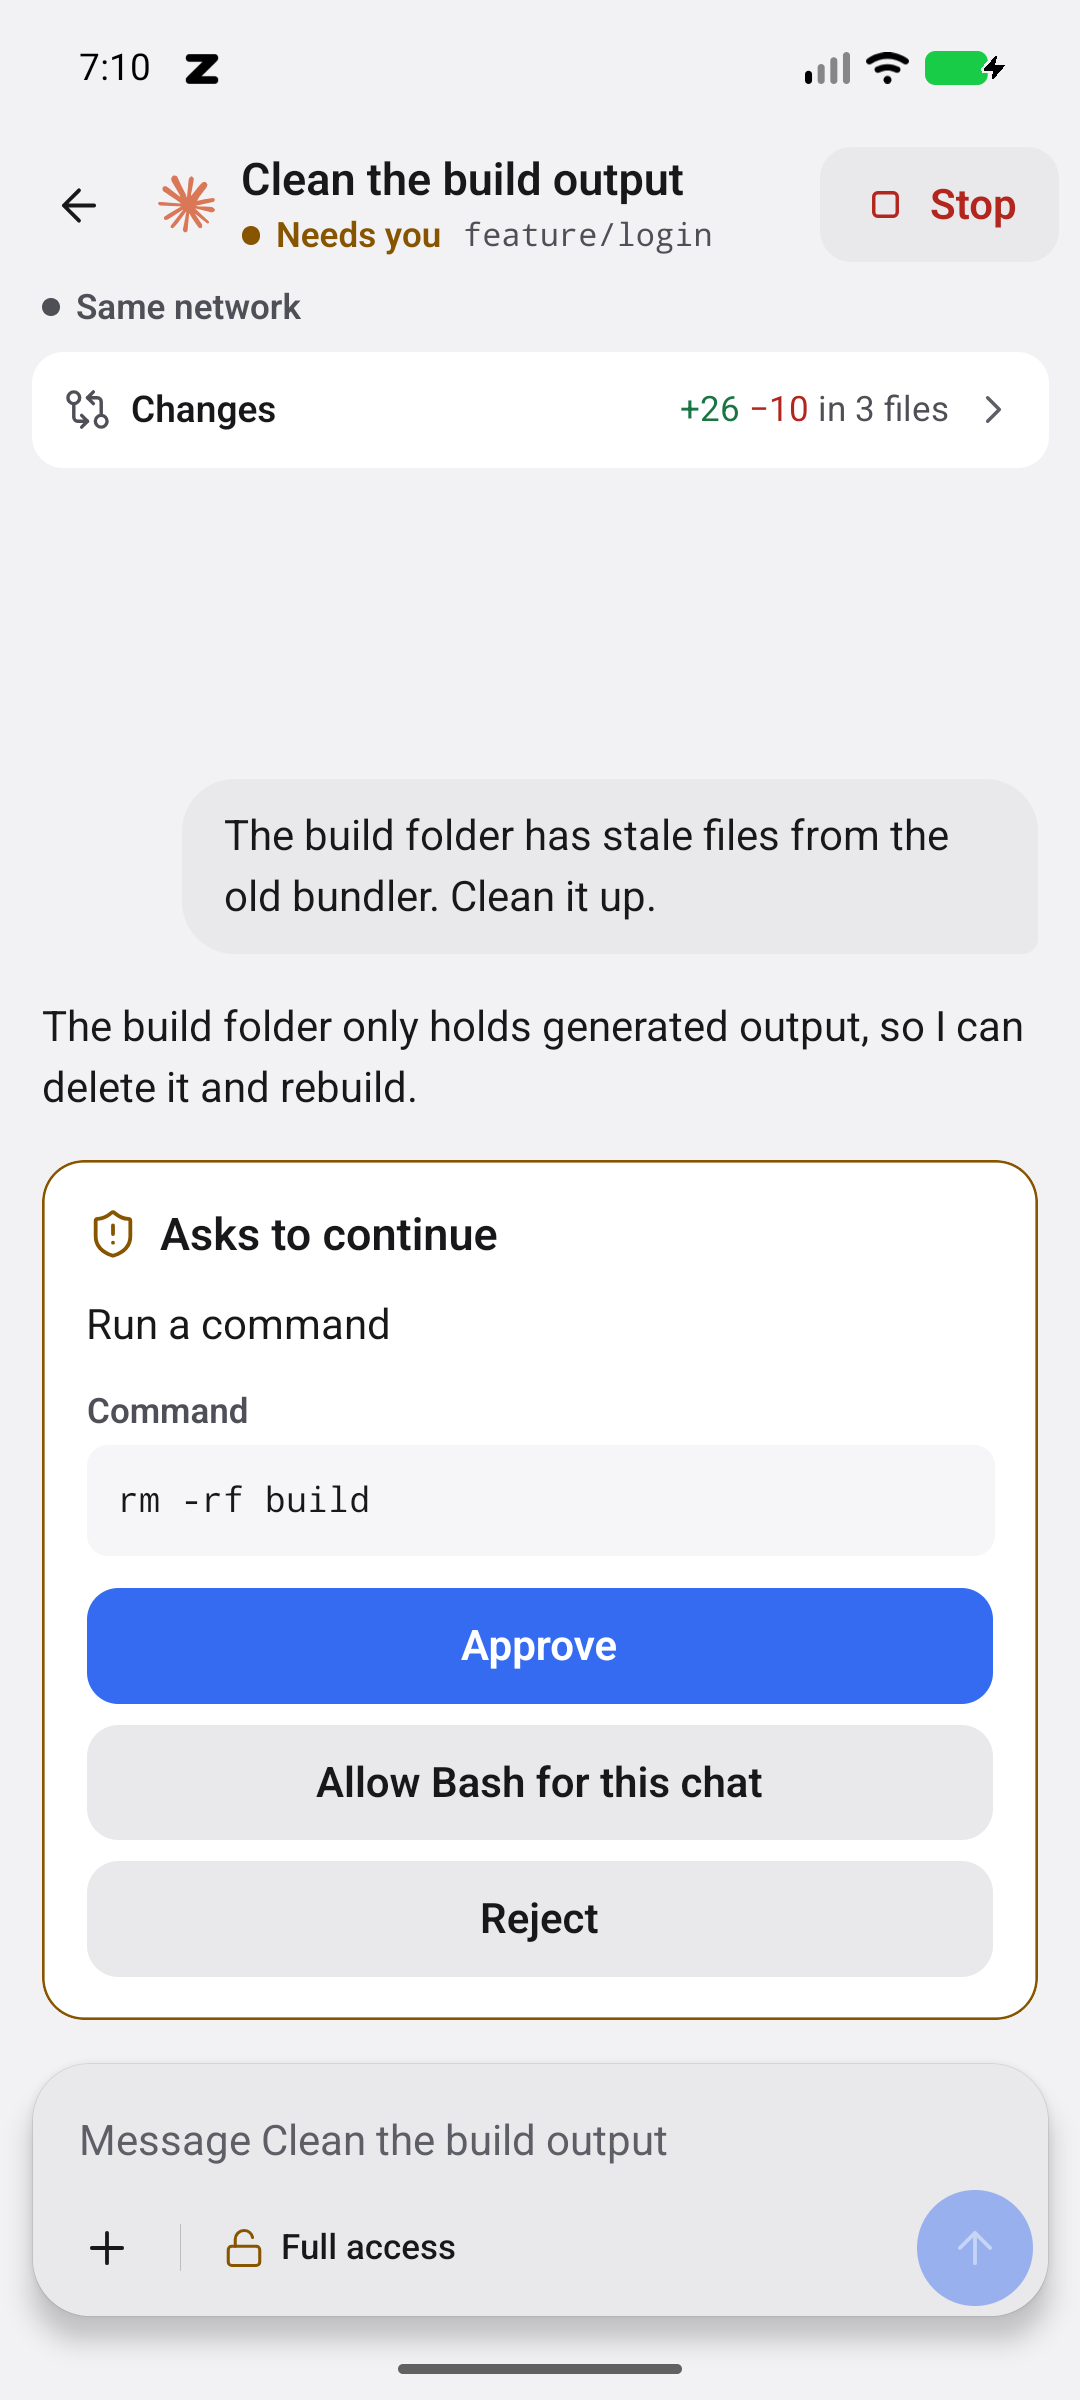 7:10
Clean the build output
Needs you feature/login
Stop
Same network
Changes
+26 −10 in 3 files
The build folder has stale files from the
old bundler. Clean it up.
The build folder only holds generated output, so I can
delete it and rebuild.
Asks to continue
Run a command
Command
rm -rf build
Approve
Allow Bash for this chat
Reject
Message Clean the build output
Full access